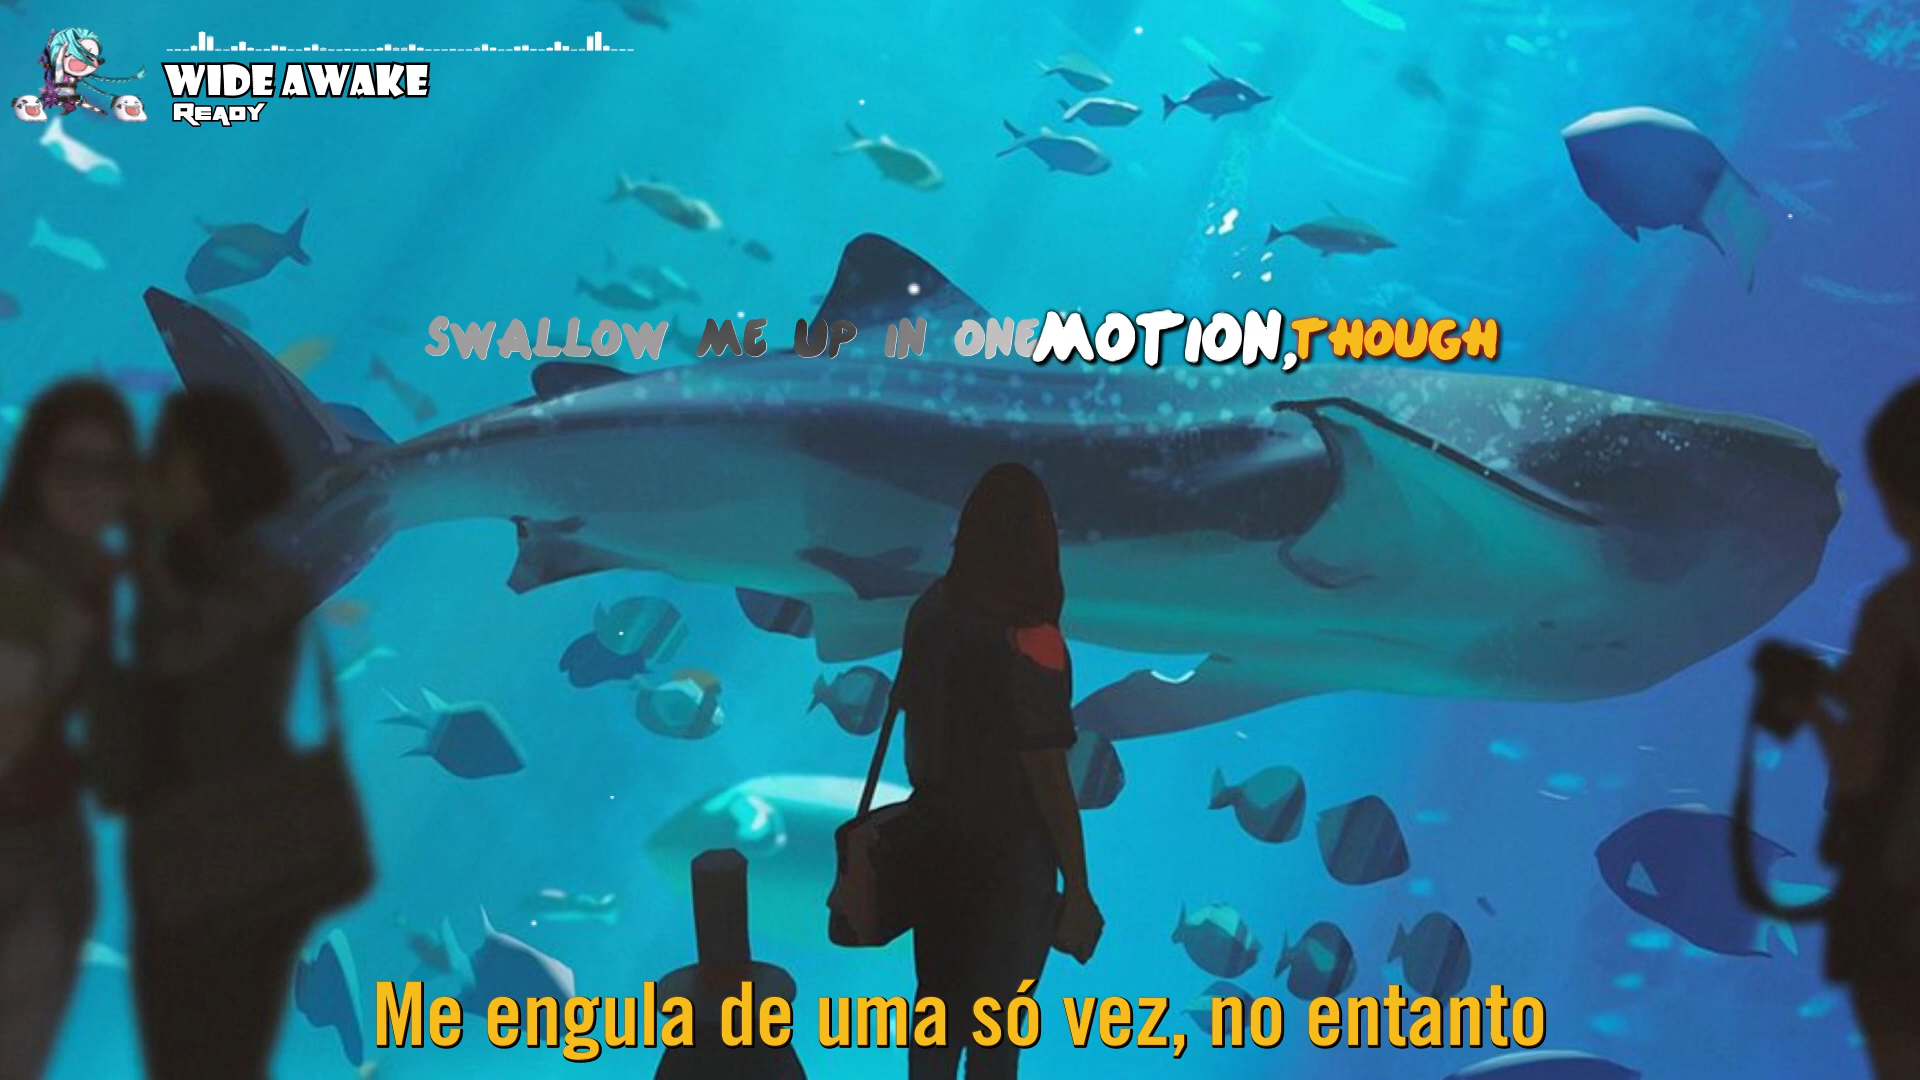 WIDE AWAKE
READY
SWALLOW ME UP IN ONE MOTION, THOUGH
Me engula de uma só vez, no entanto